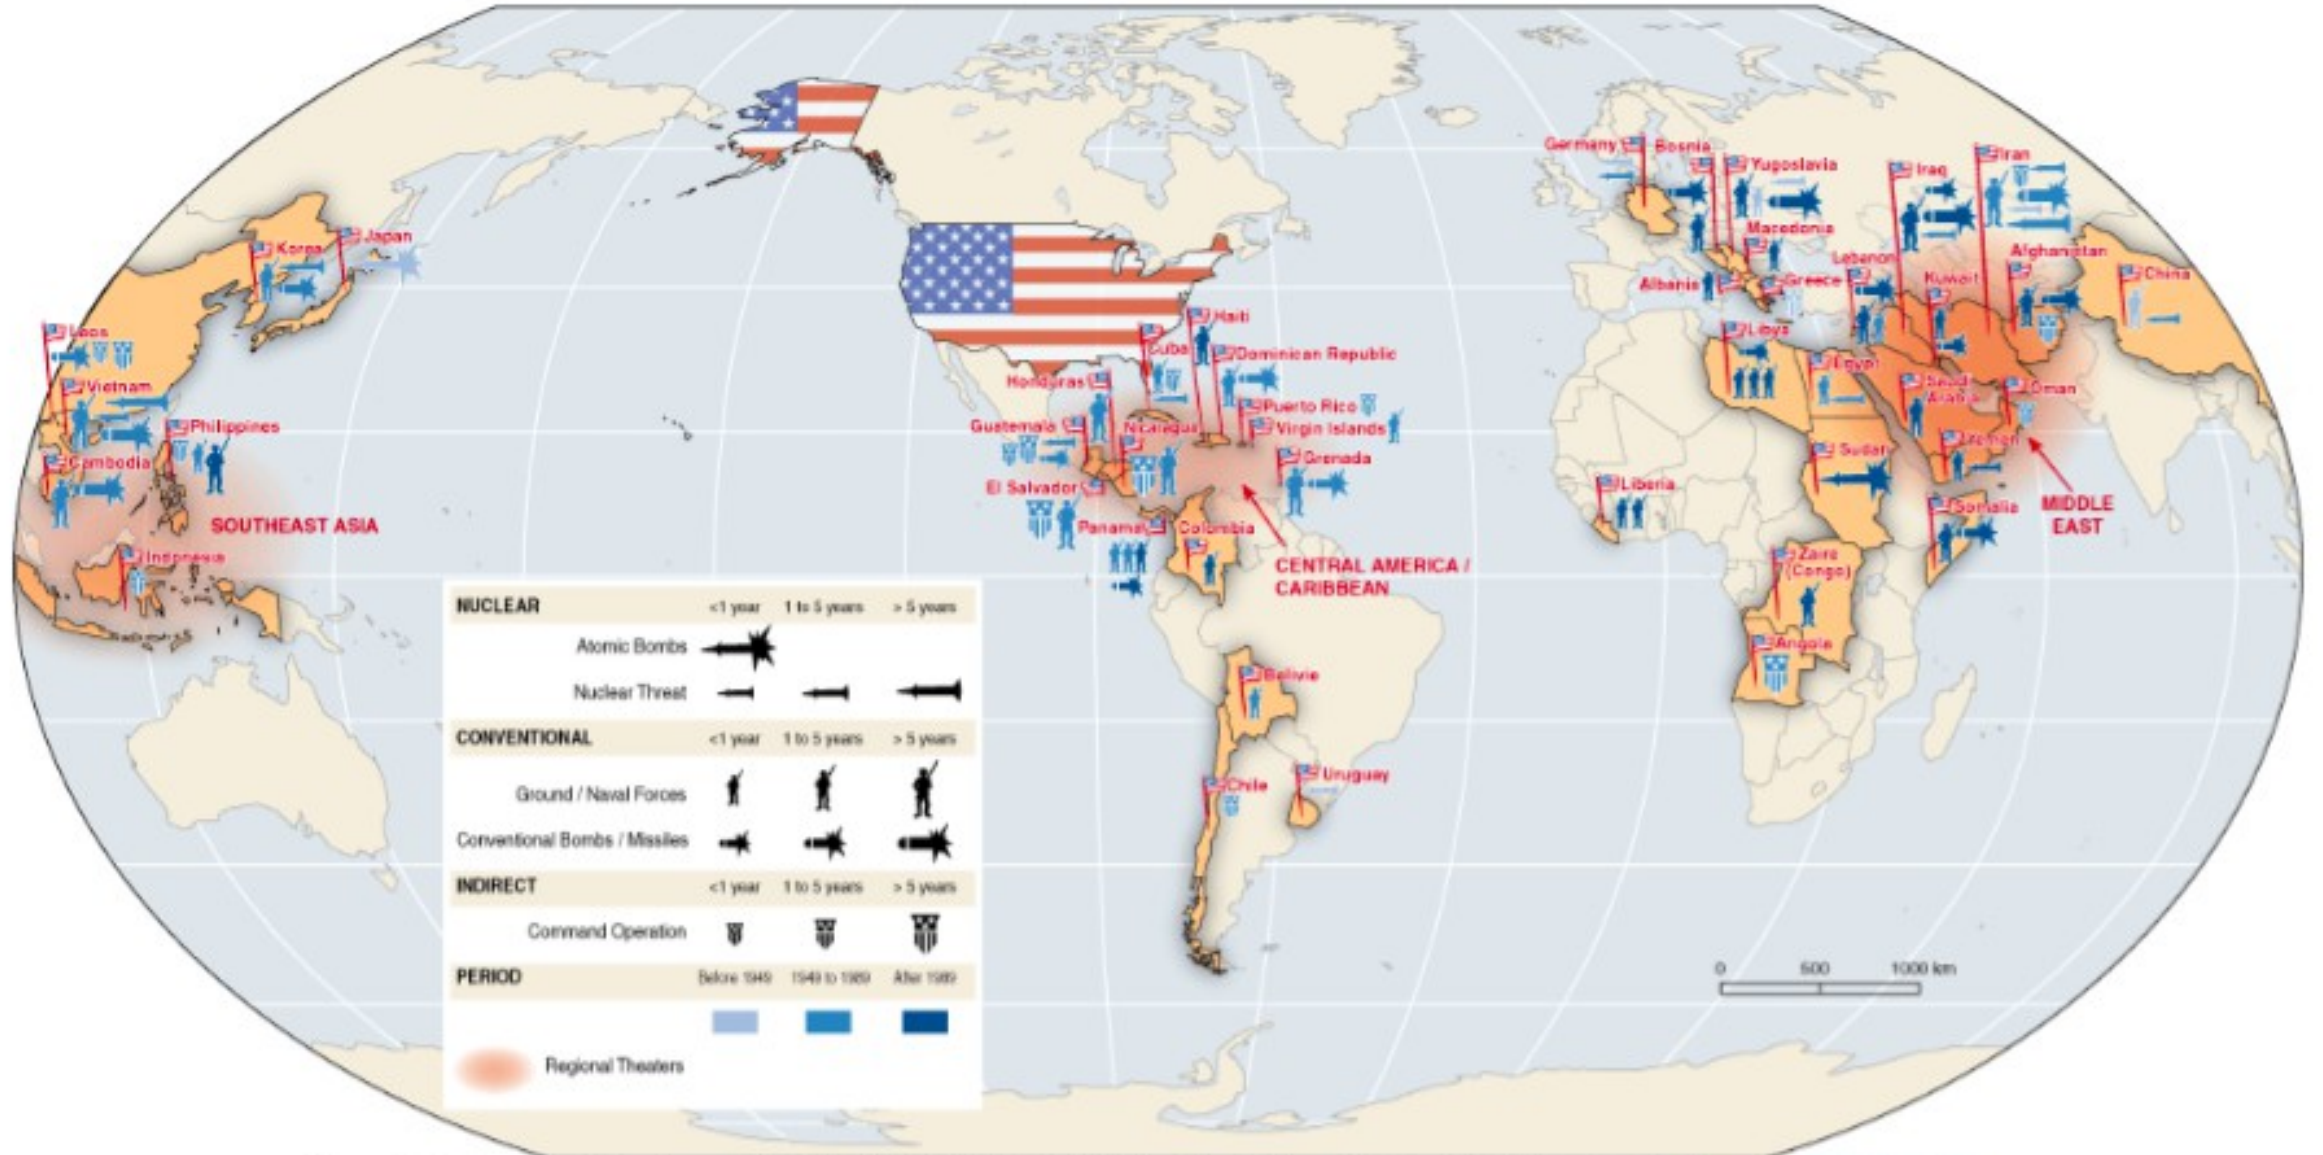 Germany
Bosnia
Yugoslavia
Iraq
Iran
Korea
Japan
Macedonia
Lebanon
Afghanistan
Albania
Greece
Kuwait
China
Laos
Haiti
Libya
Cuba
Dominican Republic
Egypt
Vietnam
Honduras
Saudi
Arabia
Oman
Puerto Rico
Philippines
Guatemala
Nicaragua
Virgin Islands
Yemen
Cambodia
Grenada
Sudan
El Salvador
Liberia
MIDDLE
EAST
Somalia
SOUTHEAST ASIA
Panama
Colombia
Indonesia
CENTRAL AMERICA /
CARIBBEAN
Zaire
(Congo)
Angola
Bolivie
Chile
Uruguay
NUCLEAR <1 year 1 to 5 years > 5 years
Atomic Bombs
Nuclear Threat
CONVENTIONAL <1 year 1 to 5 years > 5 years
Ground / Naval Forces
Conventional Bombs / Missiles
INDIRECT <1 year 1 to 5 years > 5 years
Command Operation
PERIOD Before 1949 1949 to 1989 After 1989
Regional Theaters
0 500 1000 km